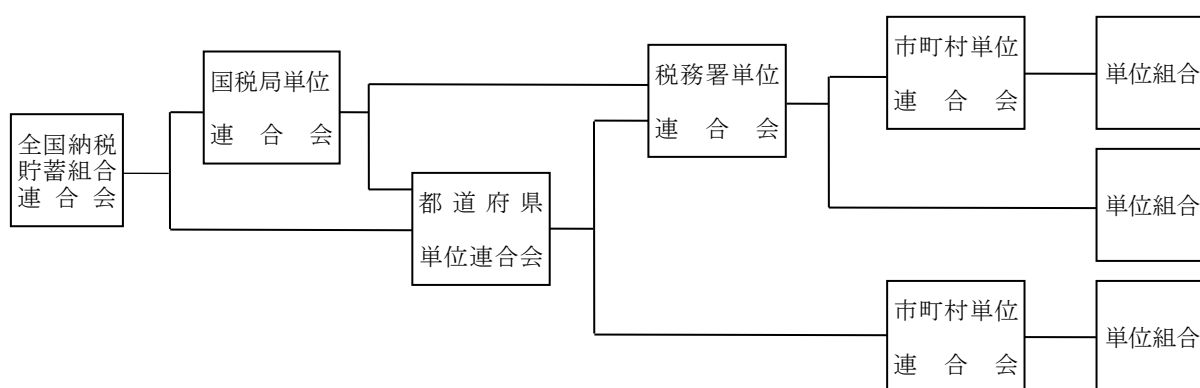 全国納税
貯蓄組合
連合会
国税局単位
連合会
都道府県
単位連合会
税務署単位
連合会
市町村単位
連合会
単位組合
単位組合
市町村単位
連合会
単位組合